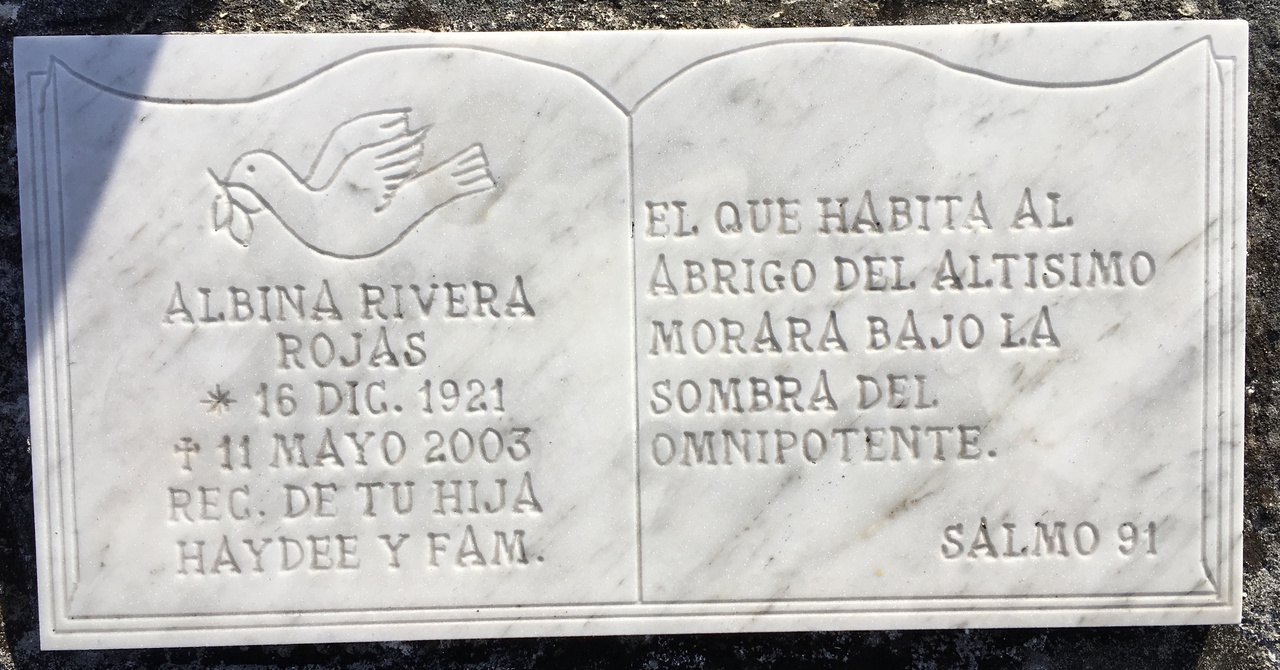 ALBINA RIVERA
ROJAS
* 16 DIC. 1921
✝ 11 MAYO 2003
REC. DE TU HIJA
HAYDEE Y FAM.
EL QUE HABITA AL
ABRIGO DEL ALTISIMO
MORARA BAJO LA
SOMBRA DEL
OMNIPOTENTE.
SALMO 91